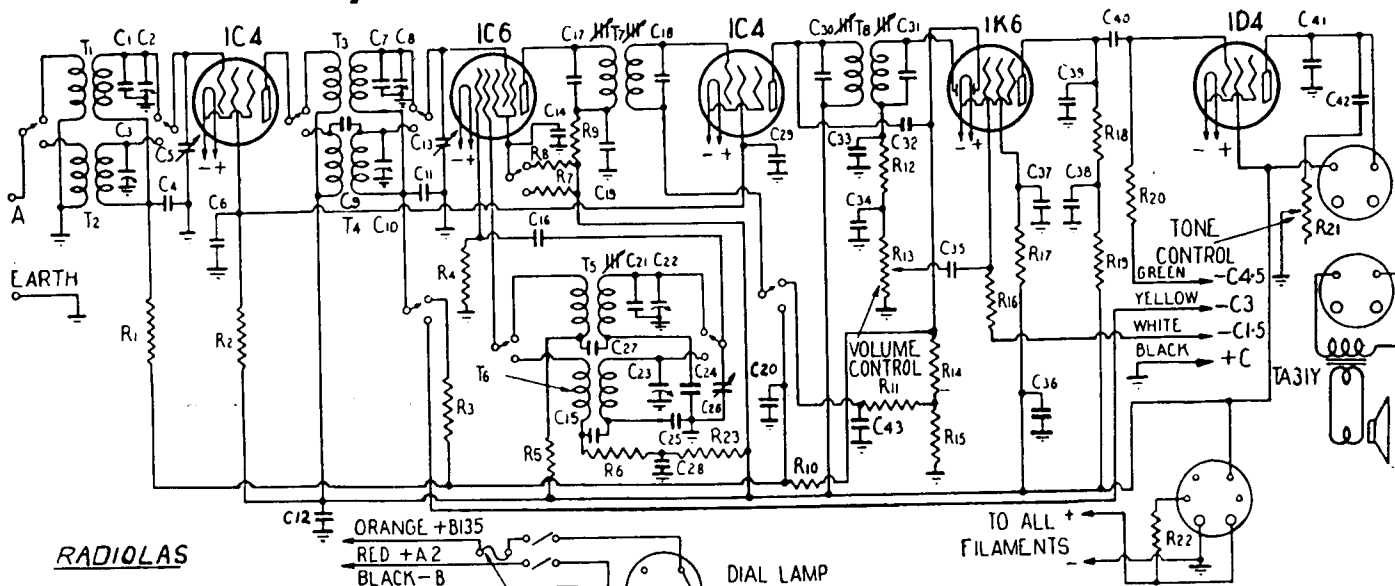 IC4 IC6 IC4 IK6 ID4
T1 C1 C2 T3 C7 C8 C17 T7 C18 C30 T8 C31 C40 C41
C3 C5 C13 C14 C29 C32 C39 C42
R9 R8 R7 C33 R12 R18
A T2 C4 C9 C11 C19 C37 C38 R20
C6 T4 C10 C34 R21
- + - + - + - + - +
C16 R13 C35 R17 R19 TONE
CONTROL
EARTH R4 T5 C21 C22 R16 GREEN -C4·5
YELLOW -C3
R1 R2 C27 VOLUME
CONTROL WHITE -C1·5
T6 C23 C24 C20 R11 R14 BLACK +C
TA31Y
R3 C15 C26 C43 C36
R5 C25 R23 R15
R6 C28 R10
C12 ORANGE +B135 TO ALL + R22
FILAMENTS -
RADIOLAS RED +A2
BLACK-B DIAL LAMP